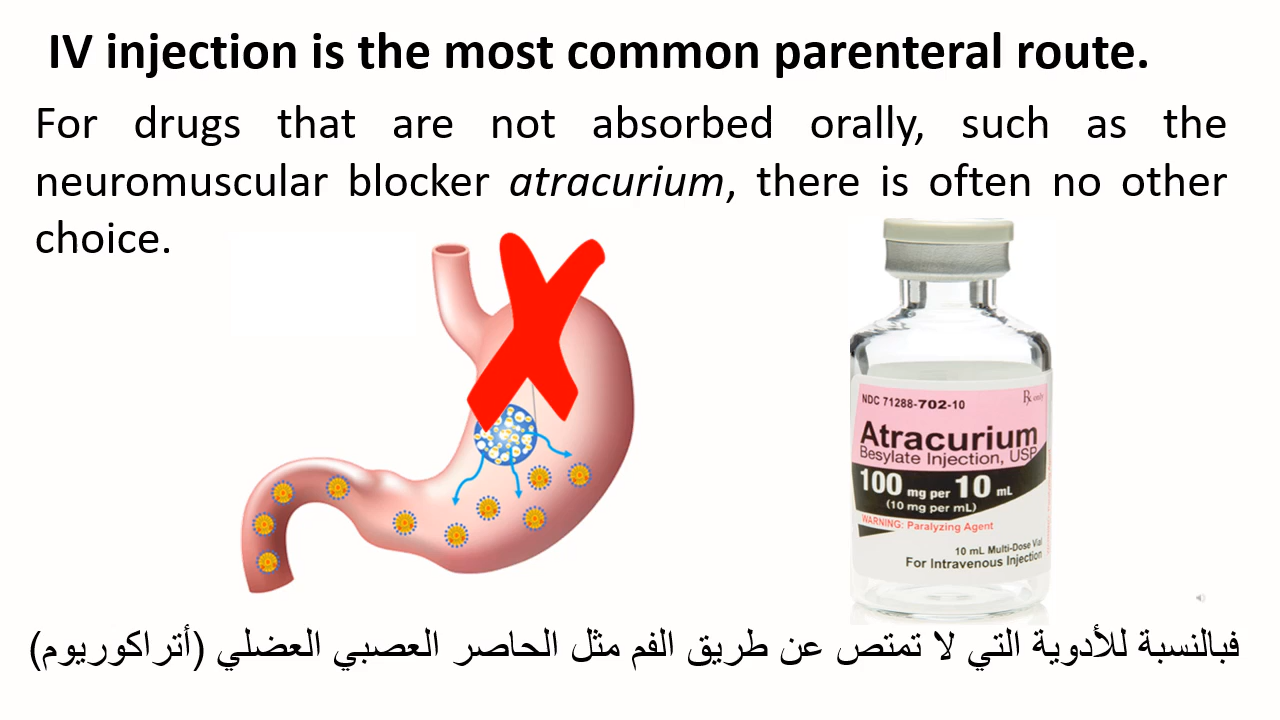 IV injection is the most common parenteral route.
For drugs that are not absorbed orally, such as the
neuromuscular blocker atracurium, there is often no other
choice.
NDC 71288-702-10
Rx only
Atracurium
Besylate Injection, USP
100 mg per 10 mL
(10 mg per mL)
WARNING: Paralyzing Agent
10 mL Multi-Dose Vial
For Intravenous Injection
فبالنسبة للأدوية التي لا تمتص عن طريق الفم مثل الحاصر العصبي العضلي (أتراكوريوم)